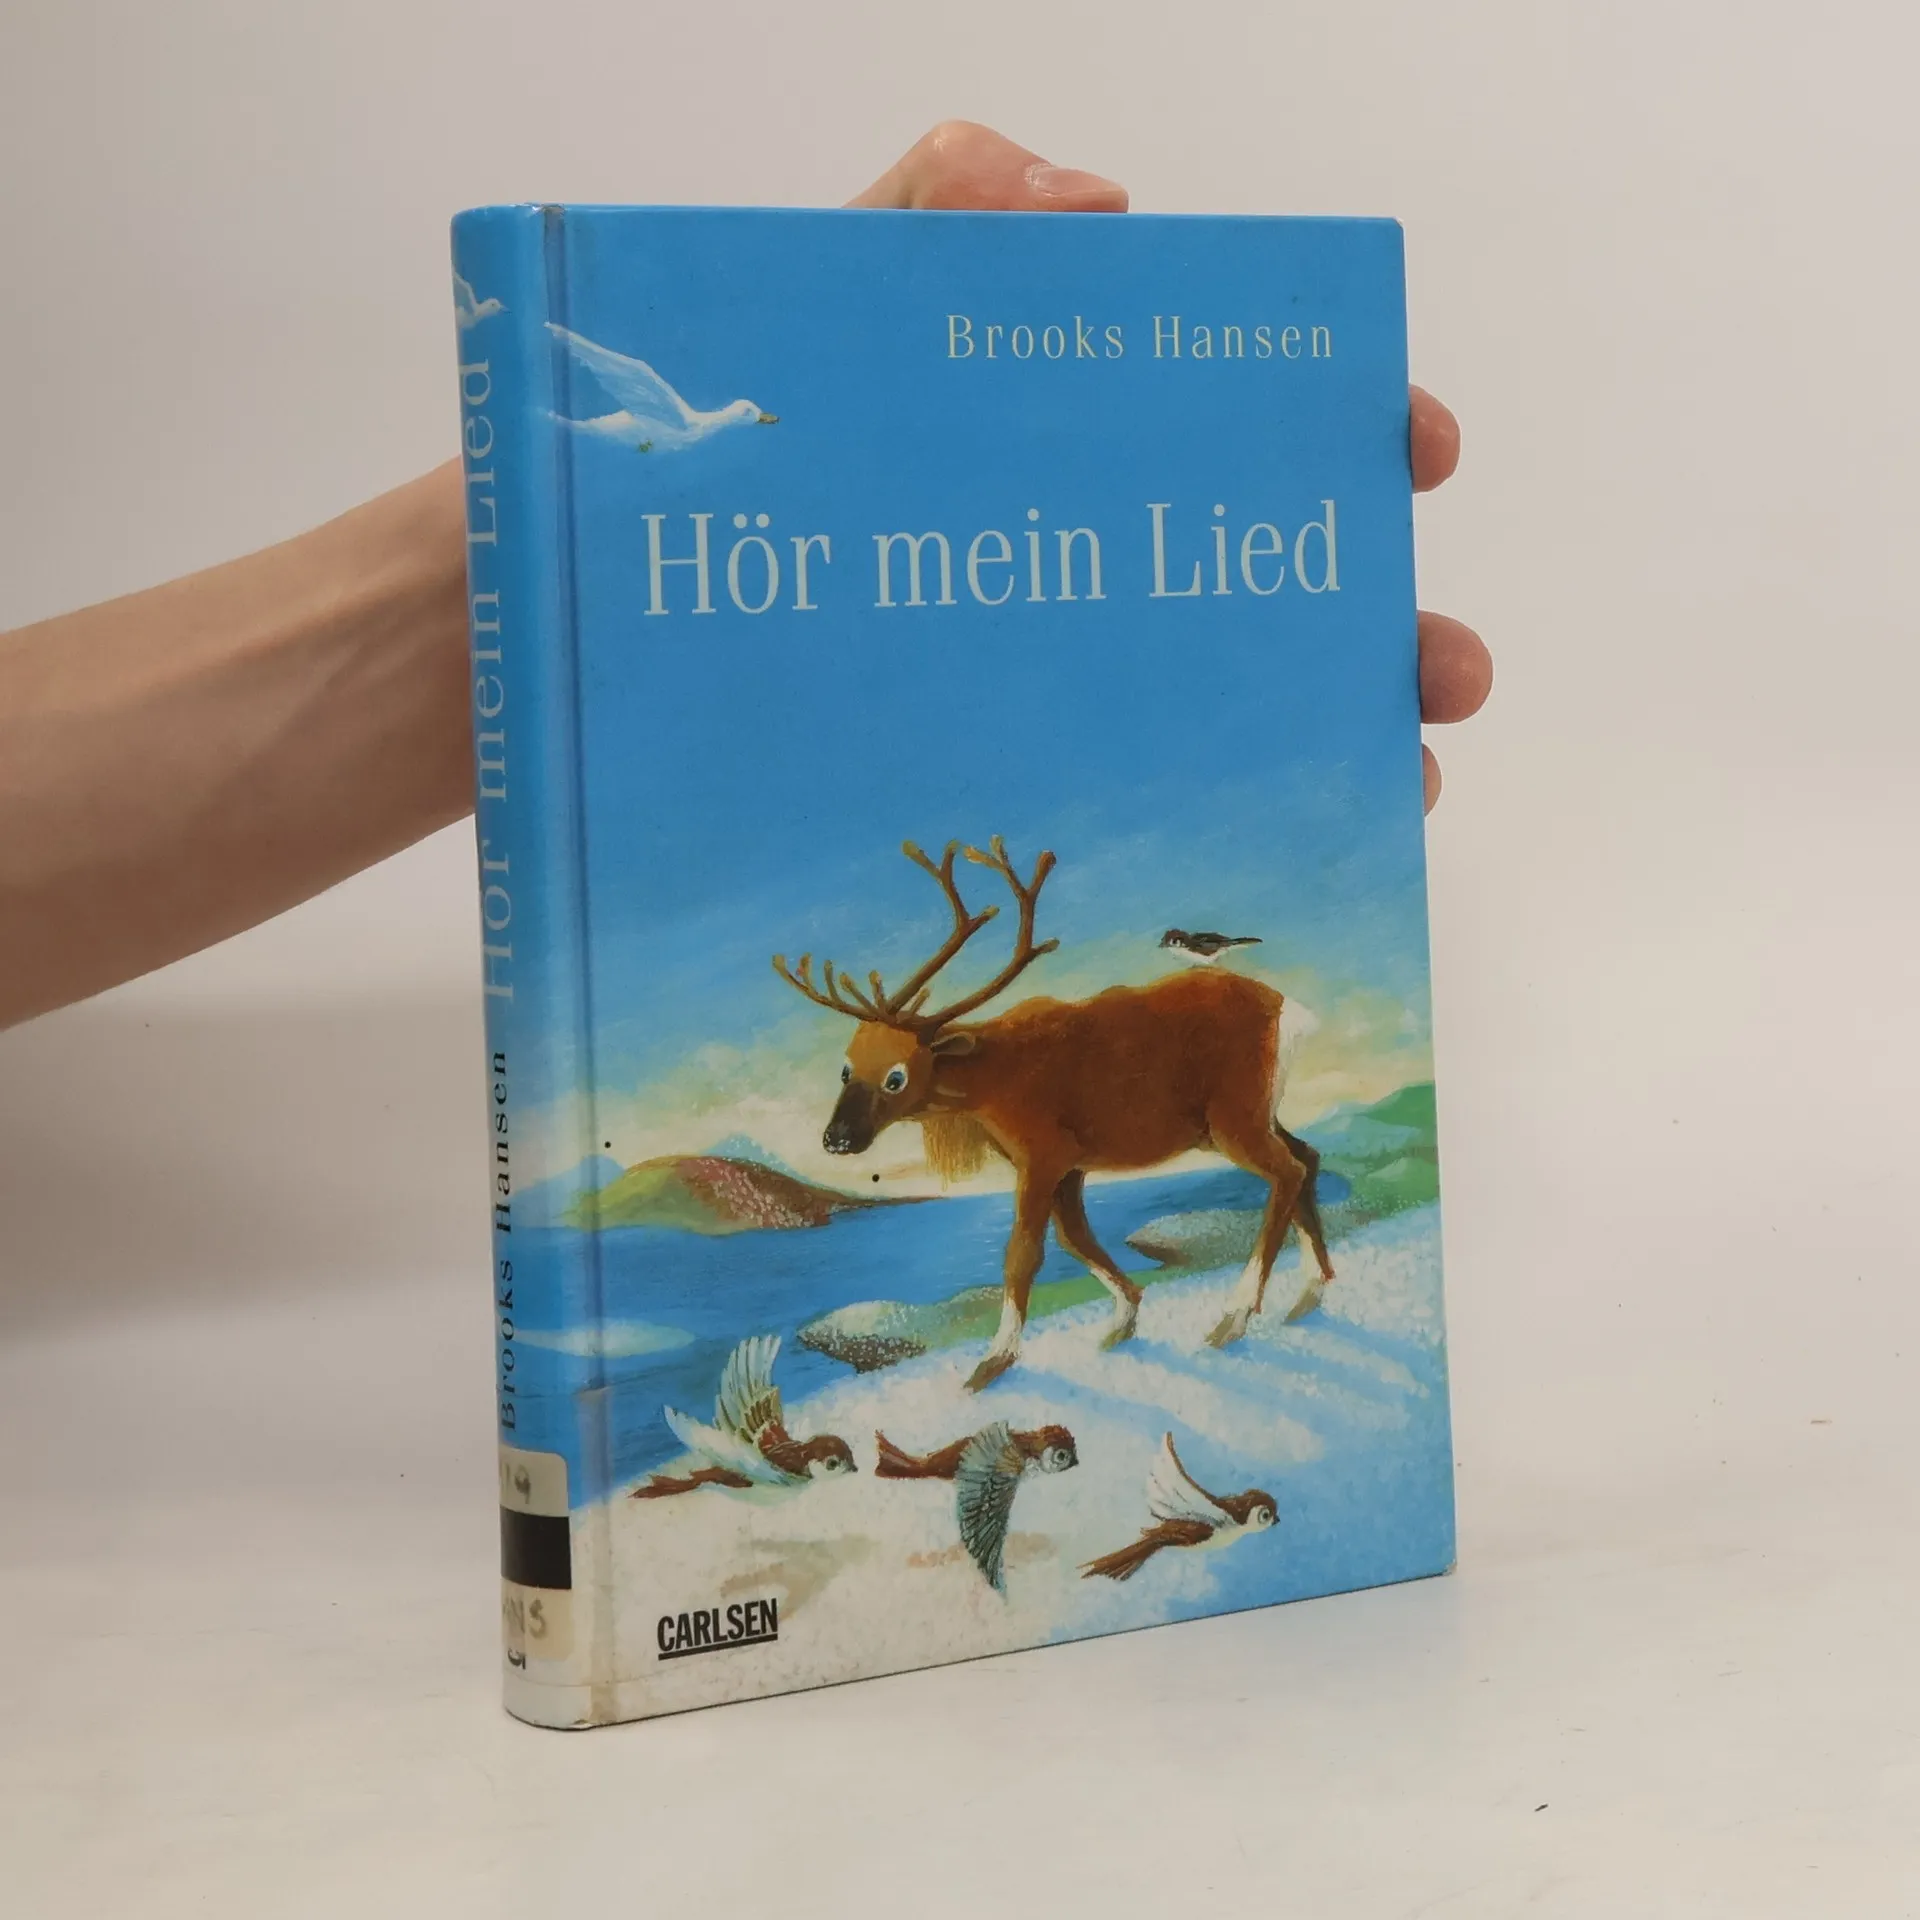 Brooks Hansen
Hör mein Lied
CARLSEN
Brooks Hansen Hör mein Lied